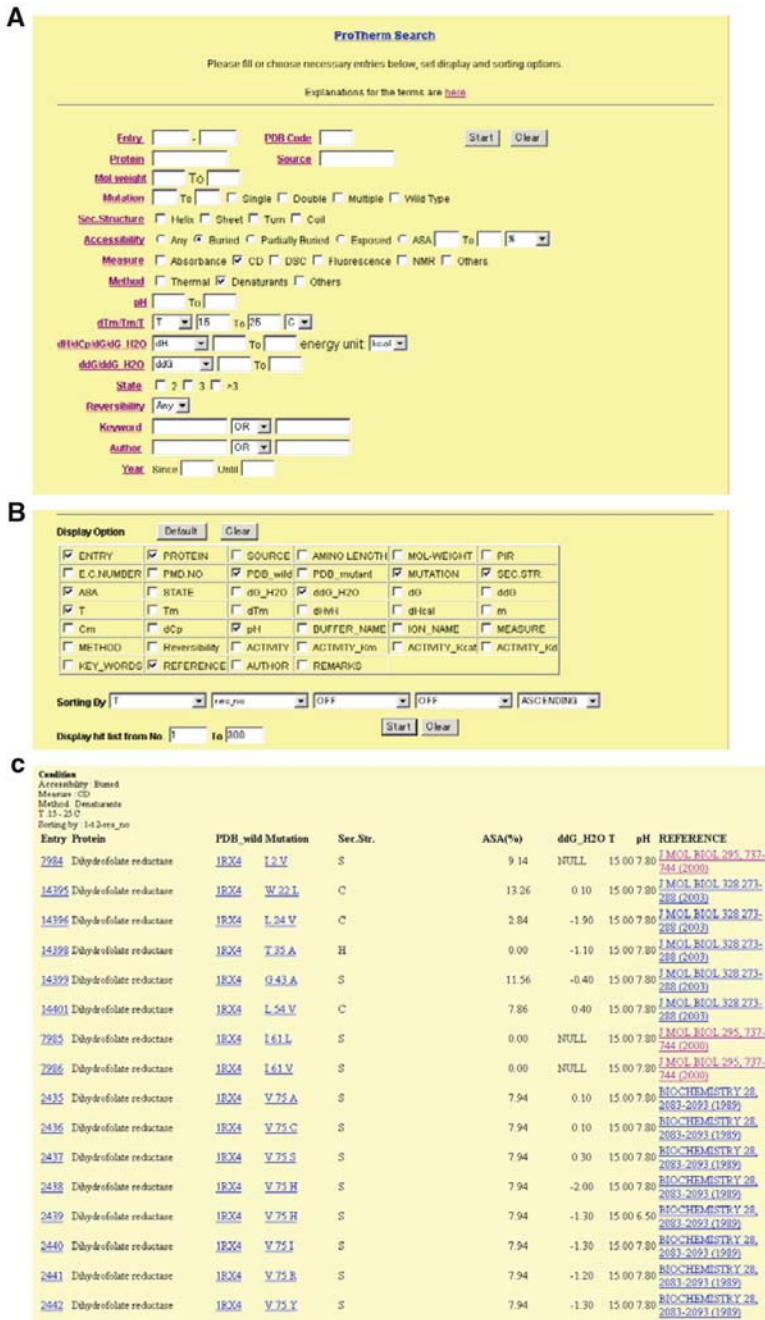 A
ProTherm Search
Please fill or choose necessary entries below, set display and sorting options.
Explanations for the terms are here
Entry - PDB Code Start Clear
Protein Source
Mol weight To
Mutation To Single Double Multiple Wild Type
Sec.Structure Helix Sheet Turn Coil
Accessibility Any Buried Partially Buried Exposed ASA To %
Measure Absorbance CD DSC Fluorescence NMR Others
Method Thermal Denaturants Others
pH To
dTm/Tm/T T 15 To 25 C
dH/dCp/dG/dG_H2O dH To energy unit kcal
ddG/ddG_H2O ddG To
State 2 3 >3
Reversibility Any
Keyword OR
Author OR
Year Since Until
B
Display Option Default Clear
ENTRY PROTEIN SOURCE AMINO LENGTH MOL-WEIGHT PIR
E.C.NUMBER PMD.NO PDB_wild PDB_mutant MUTATION SEC.STR.
ASA STATE dG_H2O ddG_H2O dG ddG
T Tm dTm dHvH dHcal m
Cm dCp pH BUFFER_NAME ION_NAME MEASURE
METHOD Reversibility ACTIVITY ACTIVITY_Km ACTIVITY_Kcat ACTIVITY_Kd
KEY_WORDS REFERENCE AUTHOR REMARKS
Sorting By T res_no OFF OFF ASCENDING
Display hit list from No 1 To 300 Start Clear
C
Condition
Accessibility : Buried
Measure : CD
Method : Denaturants
T :15 - 25 C
Sorting by :
Entry Protein PDB_wild Mutation Sec.Str. ASA(%) ddG_H2O T pH REFERENCE
7984 Dihydrofolate reductase 1RX4 I 2 V S 9.14 NULL 15.00 7.80 J MOL BIOL 295, 737-
744 (2000)
14395 Dihydrofolate reductase 1RX4 W 22 L C 13.26 0.10 15.00 7.80 J MOL BIOL 328 273-
288 (2003)
14396 Dihydrofolate reductase 1RX4 L 24 V C 2.84 -1.90 15.00 7.80 J MOL BIOL 328 273-
288 (2003)
14398 Dihydrofolate reductase 1RX4 T 35 A H 0.00 -1.10 15.00 7.80 J MOL BIOL 328 273-
288 (2003)
14399 Dihydrofolate reductase 1RX4 G 43 A S 11.56 -0.40 15.00 7.80 J MOL BIOL 328 273-
288 (2003)
14401 Dihydrofolate reductase 1RX4 L 54 V C 7.86 0.40 15.00 7.80 J MOL BIOL 328 273-
288 (2003)
7985 Dihydrofolate reductase 1RX4 I 61 L S 0.00 NULL 15.00 7.80 J MOL BIOL 295, 737-
744 (2000)
7986 Dihydrofolate reductase 1RX4 I 61 V S 0.00 NULL 15.00 7.80 J MOL BIOL 295, 737-
744 (2000)
2435 Dihydrofolate reductase 1RX4 V 75 A S 7.94 0.10 15.00 7.80 BIOCHEMISTRY 28,
2083-2093 (1989)
2436 Dihydrofolate reductase 1RX4 V 75 C S 7.94 0.10 15.00 7.80 BIOCHEMISTRY 28,
2083-2093 (1989)
2437 Dihydrofolate reductase 1RX4 V 75 S S 7.94 0.30 15.00 7.80 BIOCHEMISTRY 28,
2083-2093 (1989)
2438 Dihydrofolate reductase 1RX4 V 75 H S 7.94 -2.00 15.00 7.80 BIOCHEMISTRY 28,
2083-2093 (1989)
2439 Dihydrofolate reductase 1RX4 V 75 H S 7.94 -1.30 15.00 6.50 BIOCHEMISTRY 28,
2083-2093 (1989)
2440 Dihydrofolate reductase 1RX4 V 75 I S 7.94 -1.30 15.00 7.80 BIOCHEMISTRY 28,
2083-2093 (1989)
2441 Dihydrofolate reductase 1RX4 V 75 R S 7.94 -1.20 15.00 7.80 BIOCHEMISTRY 28,
2083-2093 (1989)
2442 Dihydrofolate reductase 1RX4 V 75 Y S 7.94 -1.30 15.00 7.80 BIOCHEMISTRY 28,
2083-2093 (1989)